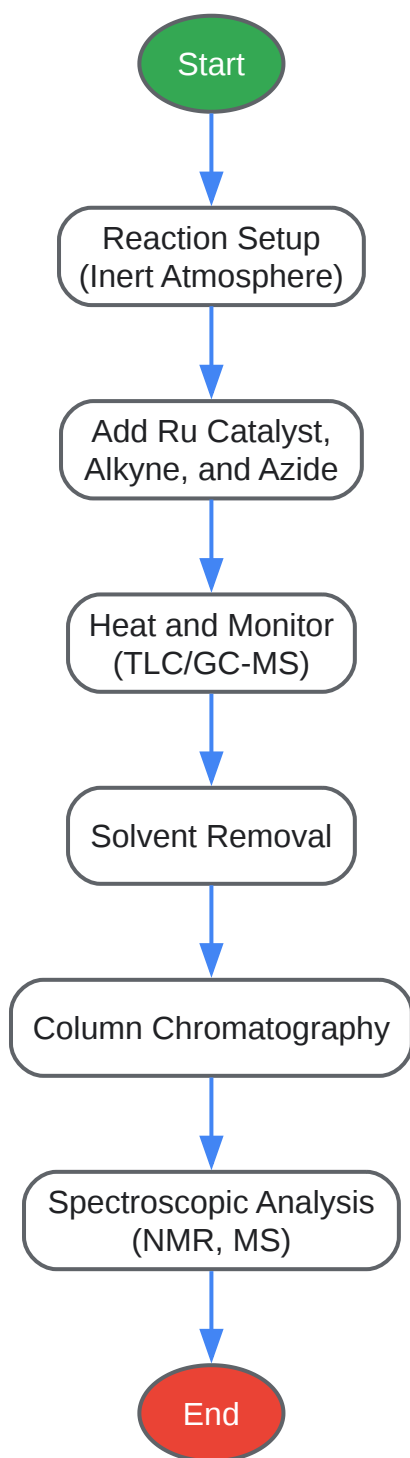 Start
Reaction Setup
(Inert Atmosphere)
Add Ru Catalyst,
Alkyne, and Azide
Heat and Monitor
(TLC/GC-MS)
Solvent Removal
Column Chromatography
Spectroscopic Analysis
(NMR, MS)
End